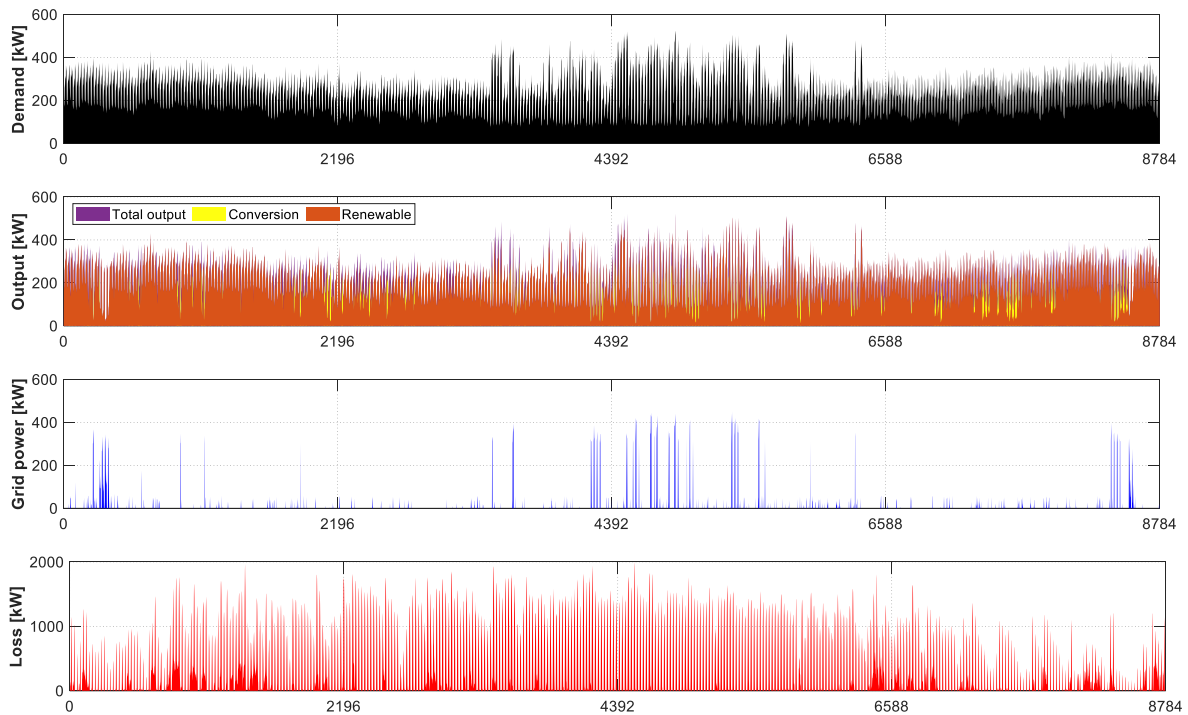 Demand [kW]
600
400
200
0
0 2196 4392 6588 8784
Output [kW]
600
400
200
0
Total output Conversion Renewable
0 2196 4392 6588 8784
Grid power [kW]
600
400
200
0
0 2196 4392 6588 8784
Loss [kW]
2000
1000
0
0 2196 4392 6588 8784